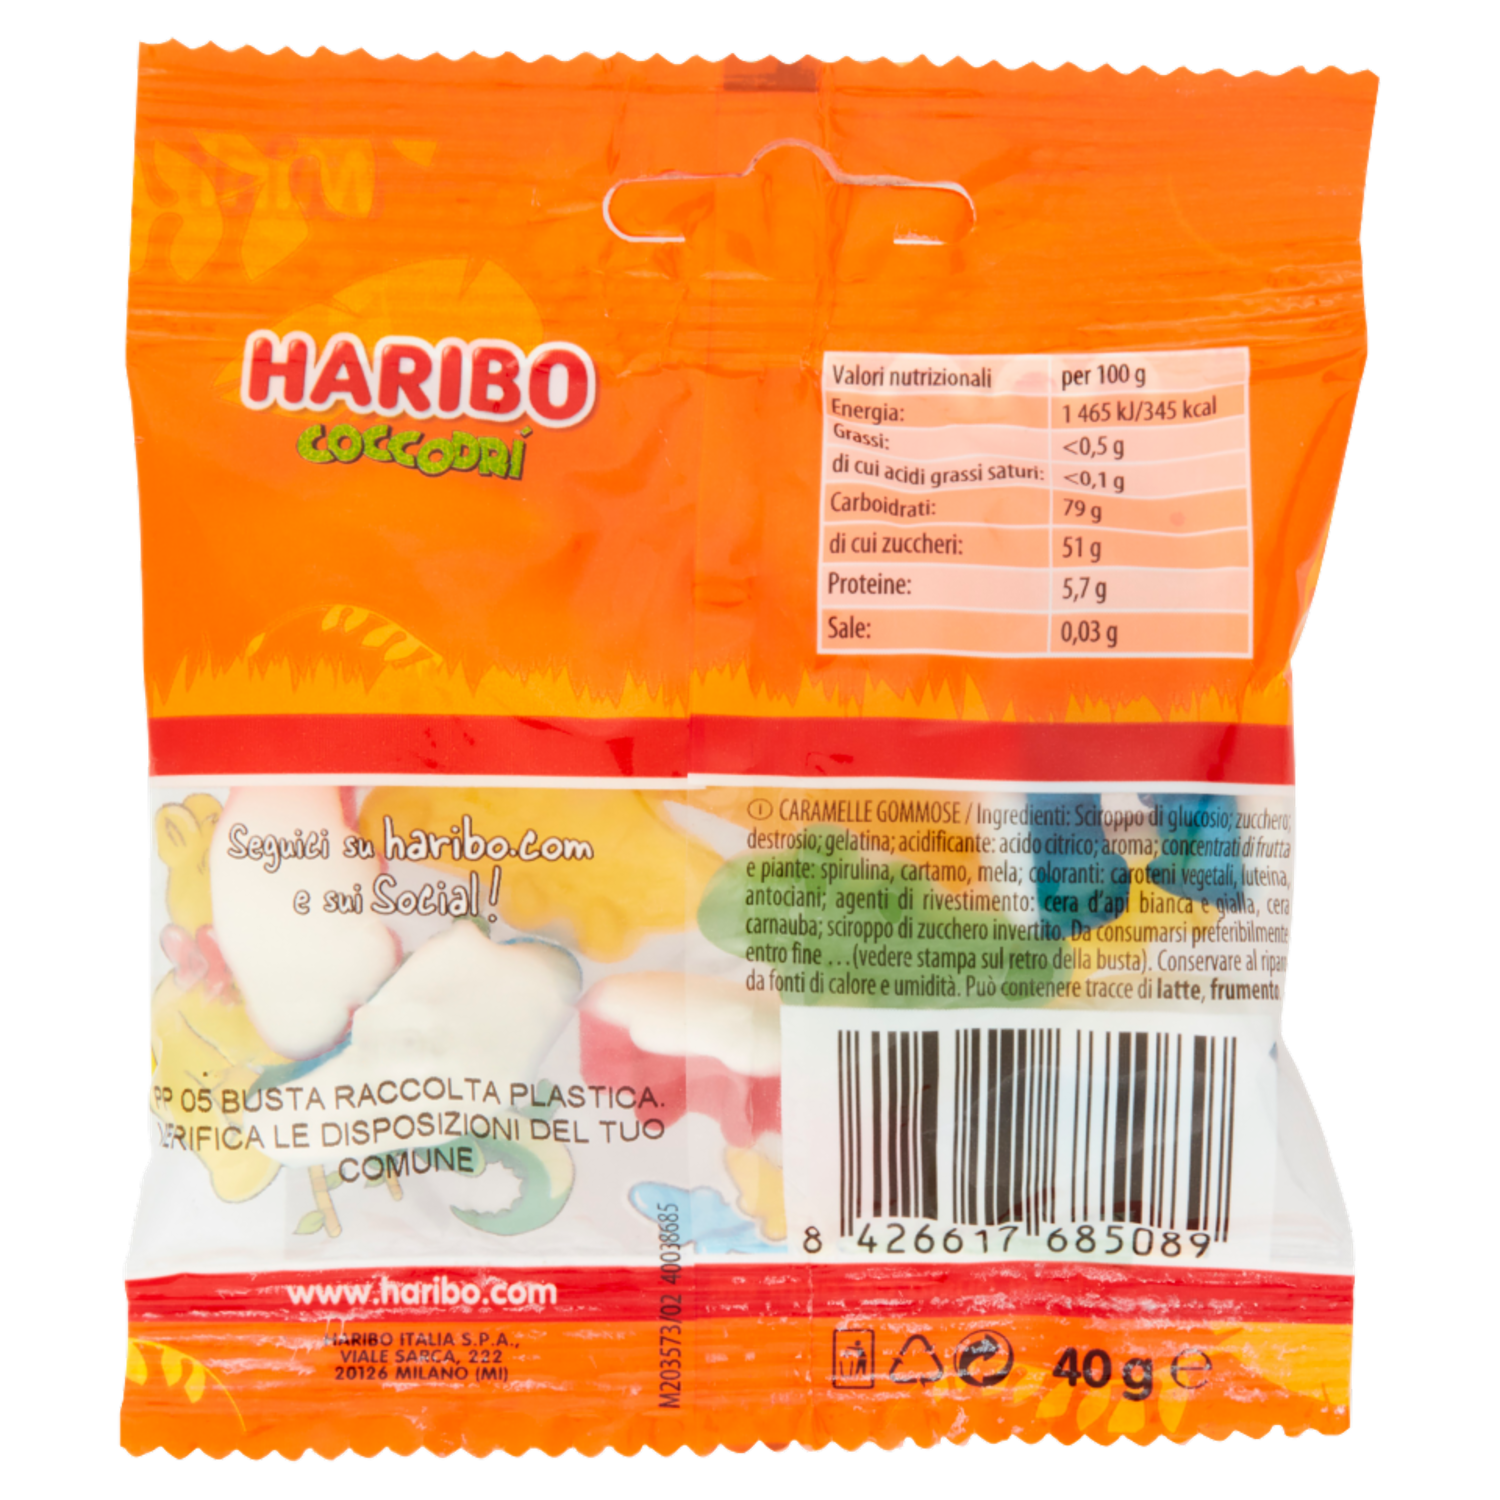 HARIBO
COCCODRÍ
Valori nutrizionali per 100 g
Energia: 1 465 kJ/345 kcal
Grassi: <0,5 g
di cui acidi grassi saturi: <0,1 g
Carboidrati: 79 g
di cui zuccheri: 51 g
Proteine: 5,7 g
Sale: 0,03 g
Seguici su haribo.com
e sui Social!
I CARAMELLE GOMMOSE / Ingredienti: Sciroppo di glucosio; zucchero;
destrosio; gelatina; acidificante: acido citrico; aroma; concentrati di frutta
e piante: spirulina, cartamo, mela; coloranti: caroteni vegetali, luteina,
antociani; agenti di rivestimento: cera d'api bianca e gialla, cera
carnauba; sciroppo di zucchero invertito. Da consumarsi preferibilmente
entro fine ...(vedere stampa sul retro della busta). Conservare al
da fonti di calore e umidità. Può contenere tracce di latte, frumento.
PP 05 BUSTA RACCOLTA PLASTICA.
VERIFICA LE DISPOSIZIONI DEL TUO
COMUNE
8 426617 685089
M203573/02 40038685
www.haribo.com
HARIBO ITALIA S.P.A.,
VIALE SARCA, 222
20126 MILANO (MI)
40 g e